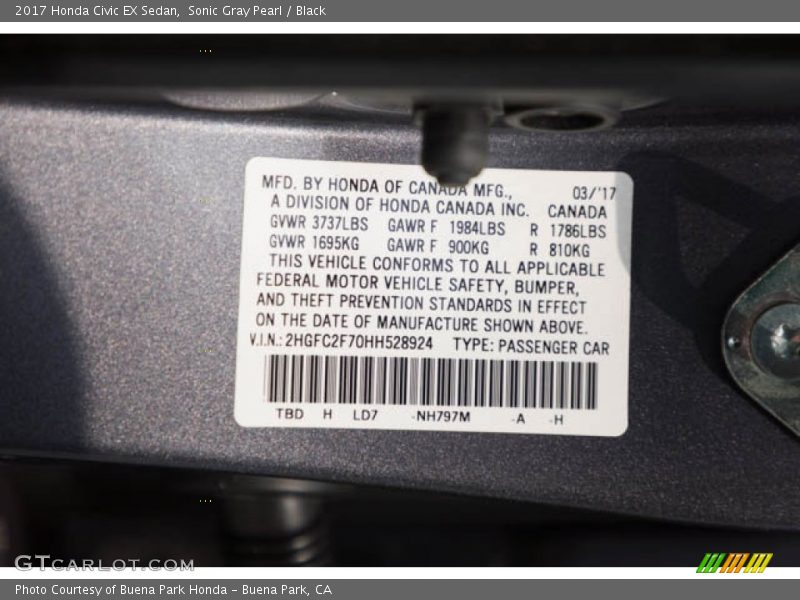 2017 Honda Civic EX Sedan,  Sonic Gray Pearl / Black
MFD. BY HONDA OF CANADA MFG., 03/'17
A DIVISION OF HONDA CANADA INC. CANADA
GVWR 3737LBS GAWR F 1984LBS R 1786LBS
GVWR 1695KG GAWR F 900KG R 810KG
THIS VEHICLE CONFORMS TO ALL APPLICABLE
FEDERAL MOTOR VEHICLE SAFETY, BUMPER,
AND THEFT PREVENTION STANDARDS IN EFFECT
ON THE DATE OF MANUFACTURE SHOWN ABOVE.
V.I.N.: 2HGFC2F70HH528924 TYPE: PASSENGER CAR
TBD H LD7 -NH797M -A -H
GTCARLOT.COM
Photo Courtesy of Buena Park Honda - Buena Park, CA